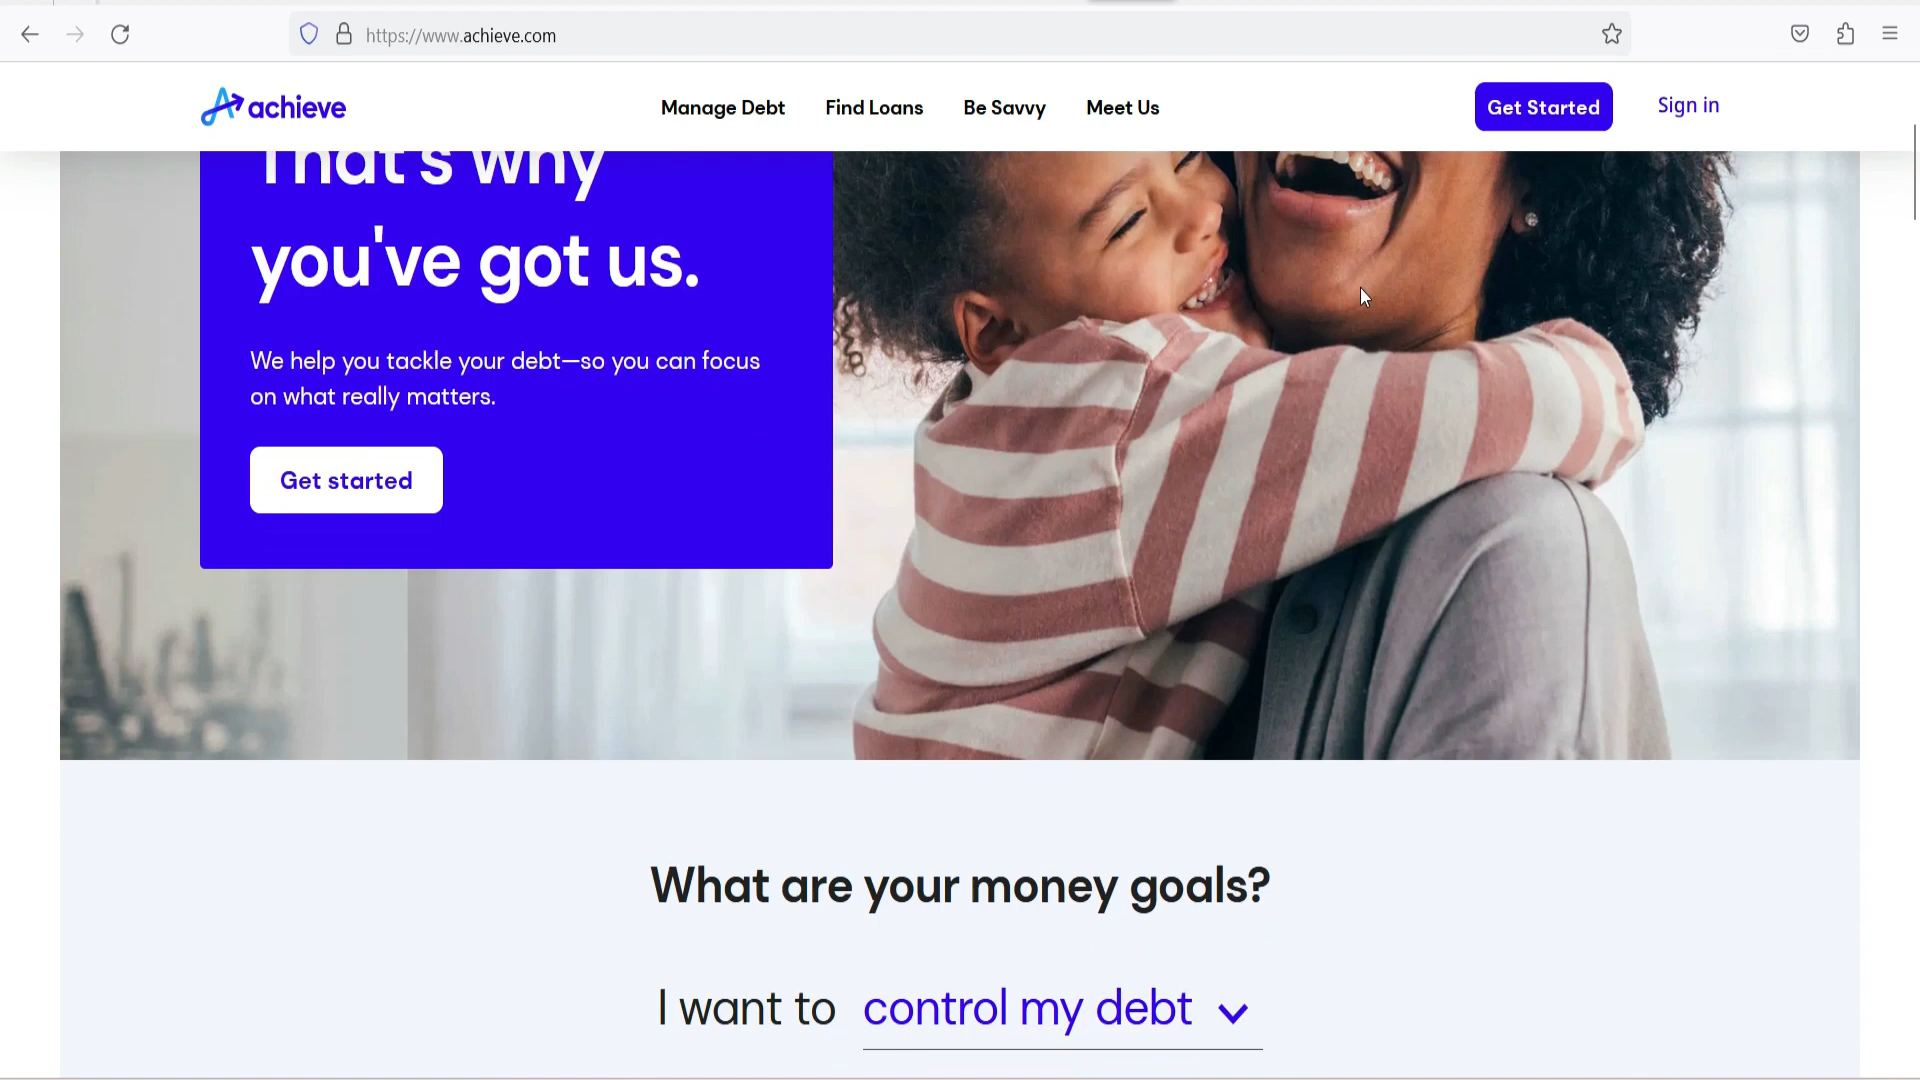 https://www.achieve.com
achieve
Manage Debt
Find Loans
Be Savvy
Meet Us
Get Started
Sign in
That's why
you've got us.
We help you tackle your debt—so you can focus
on what really matters.
Get started
What are your money goals?
I want to control my debt